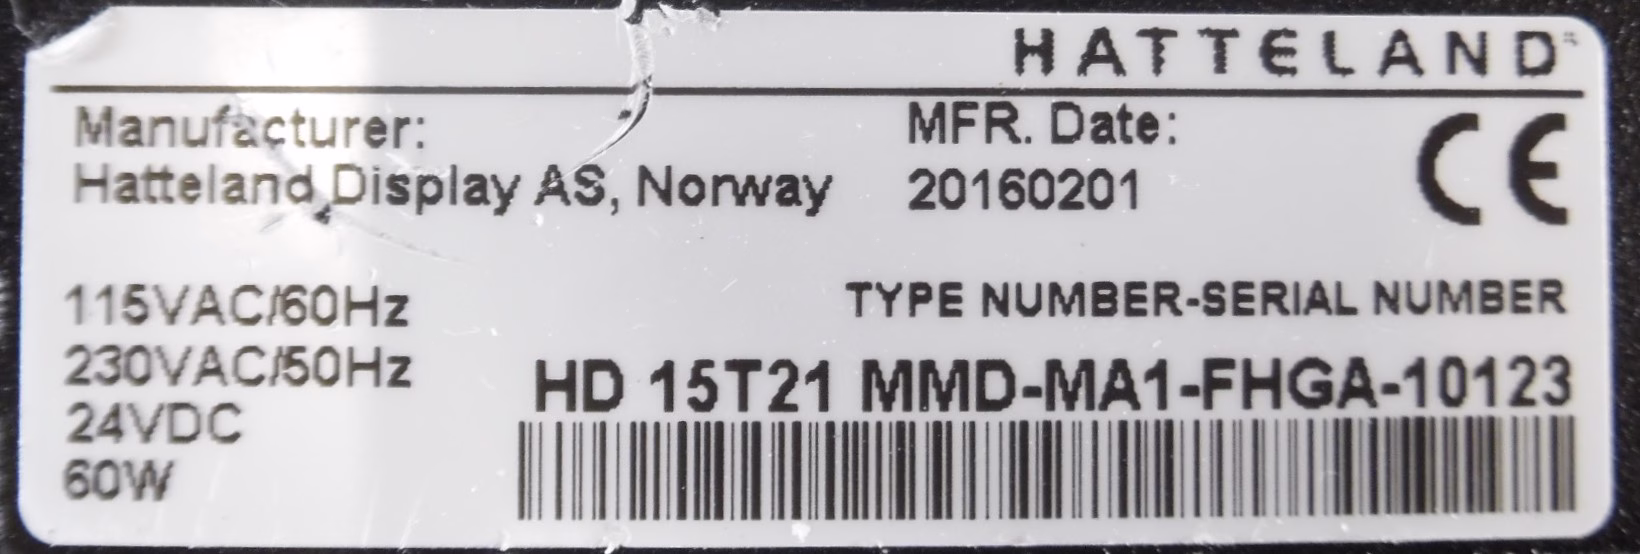 HATTELAND
Manufacturer:
Hatteland Display AS, Norway
MFR. Date:
20160201
CE
115VAC/60Hz
230VAC/50Hz
24VDC
60W
TYPE NUMBER-SERIAL NUMBER
HD 15T21 MMD-MA1-FHGA-10123